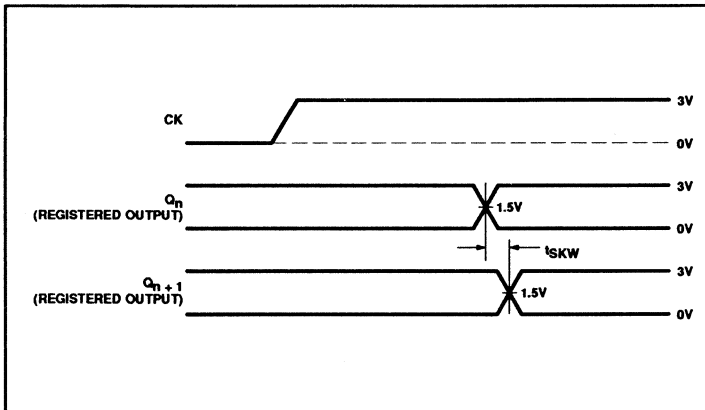 CK
3V
0V
Qn
(REGISTERED OUTPUT)
3V
1.5V
0V
tSKW
Qn + 1
(REGISTERED OUTPUT)
3V
1.5V
0V